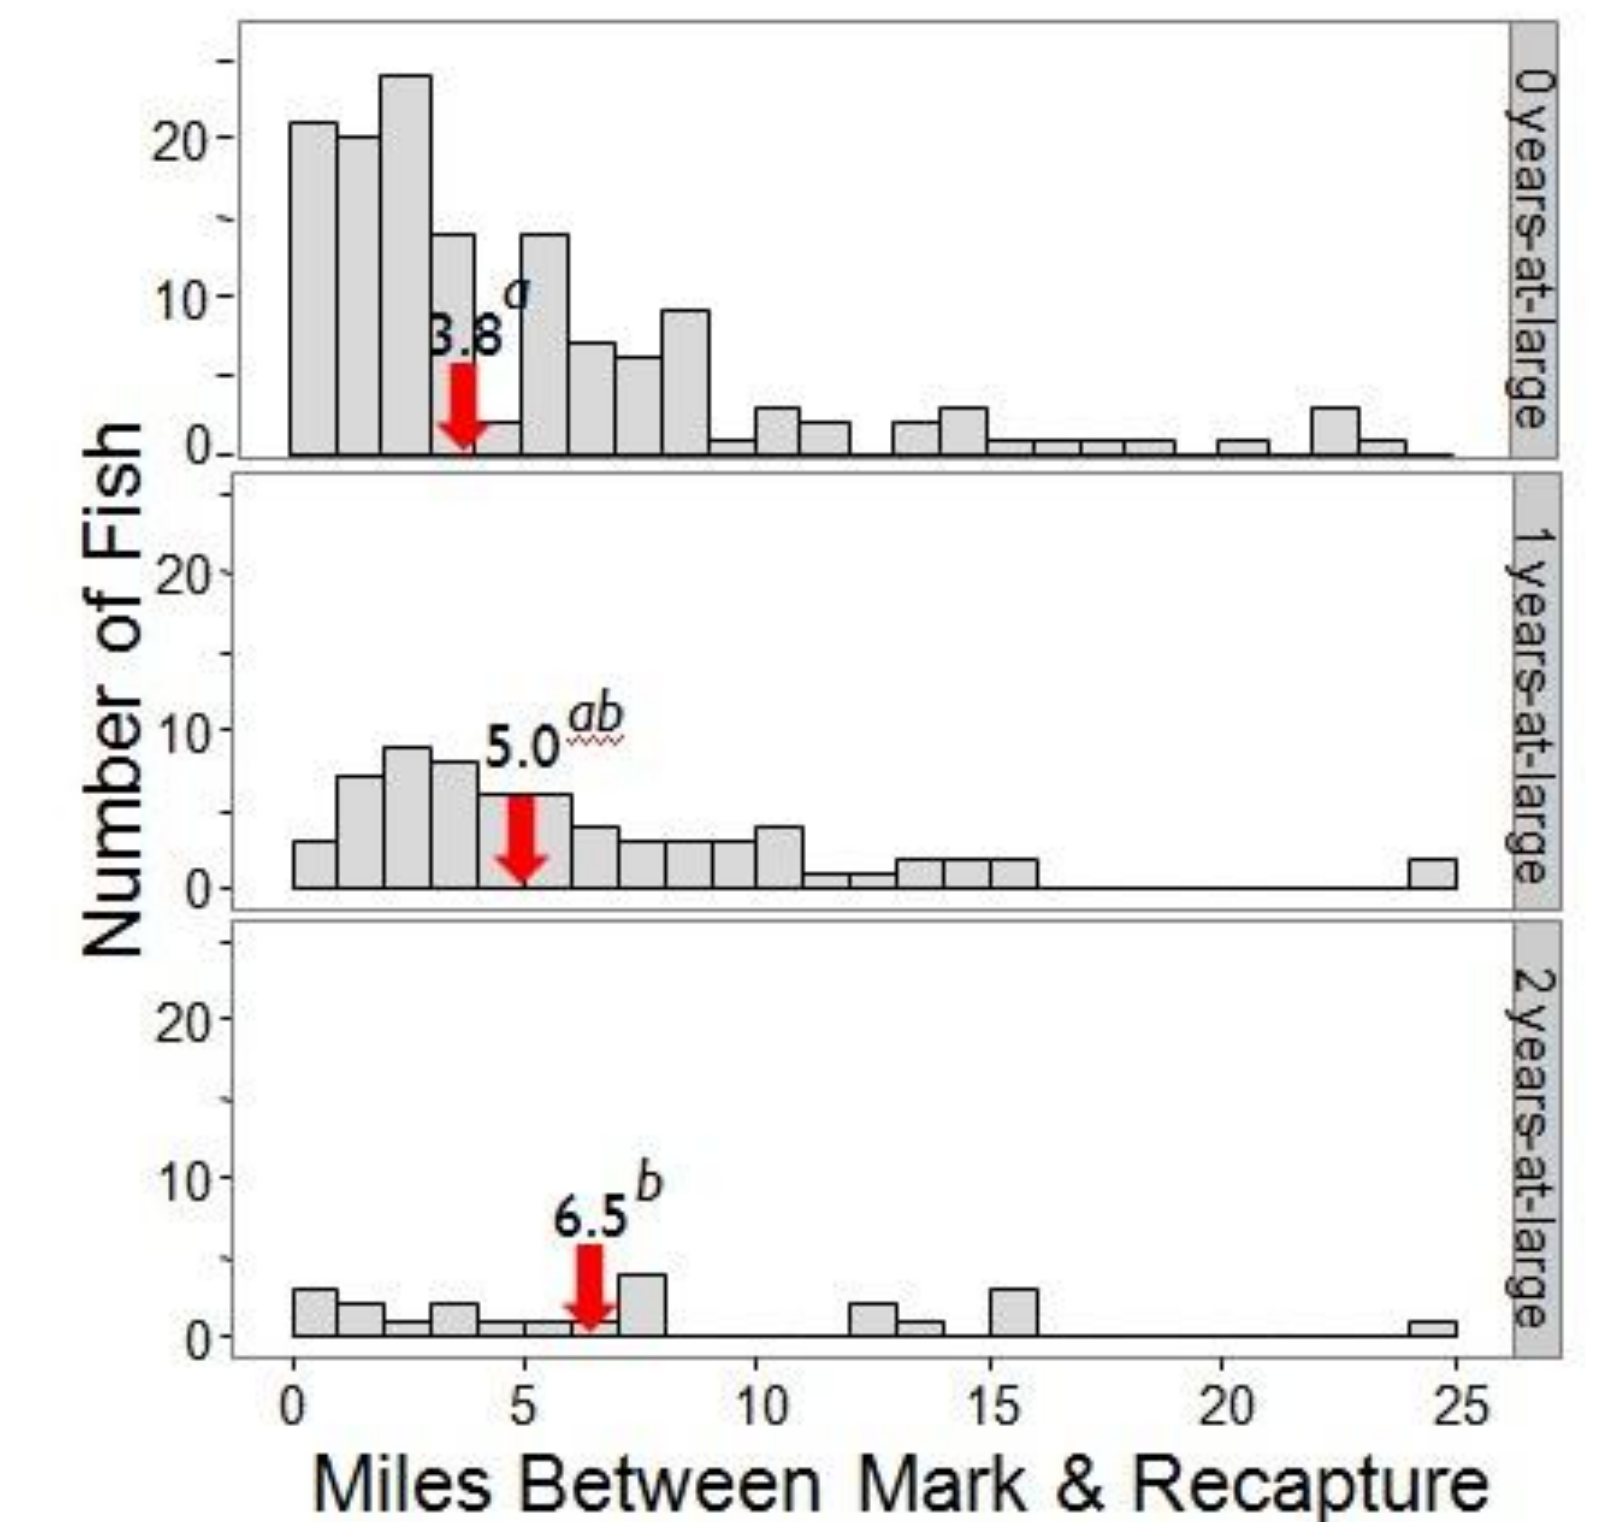 Number of Fish
20
10
0
3.8 a
0 years-at-large
20
10
0
5.0 ab
1 years-at-large
20
10
0
6.5 b
2 years-at-large
0 5 10 15 20 25
Miles Between Mark & Recapture